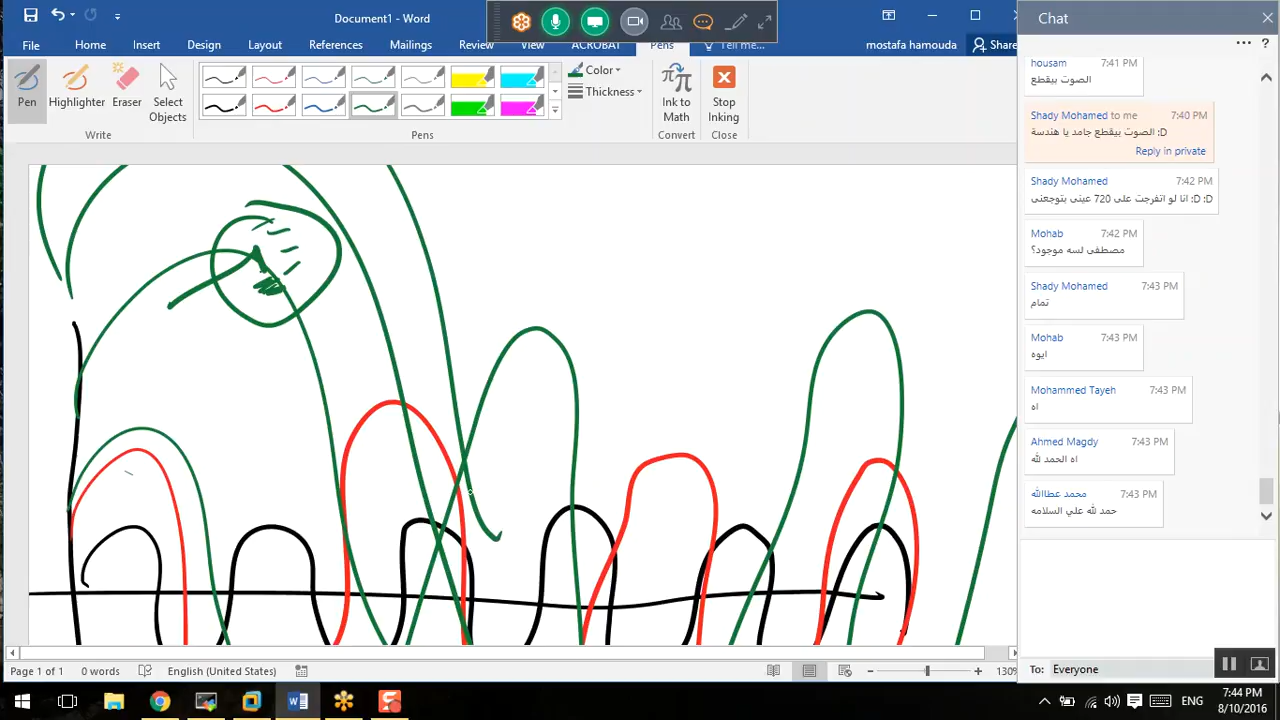 Document1 - Word
Chat
File
Home
Insert
Design
Layout
References
Mailings
Review
View
ACROBAT
Pens
Tell me...
mostafa hamouda
Share
Pen
Highlighter
Eraser
Select Objects
Write
Pens
Color
Thickness
Ink to Math
Convert
Stop Inking
Close
housam 7:41 PM
الصوت بيقطع
Shady Mohamed to me 7:40 PM
الصوت بيقطع جامد يا هندسة :D
Reply in private
Shady Mohamed 7:42 PM
انا لو اتفرجت على 720 عينى بتوجعنى :D :D
Mohab 7:42 PM
مصطفى لسه موجود؟
Shady Mohamed 7:43 PM
تمام
Mohab 7:43 PM
ايوه
Mohammed Tayeh 7:43 PM
اه
Ahmed Magdy 7:43 PM
اه الحمد لله
محمد عطاالله 7:43 PM
حمد لله علي السلامه
To: Everyone
Page 1 of 1
0 words
English (United States)
130%
ENG
7:44 PM
8/10/2016